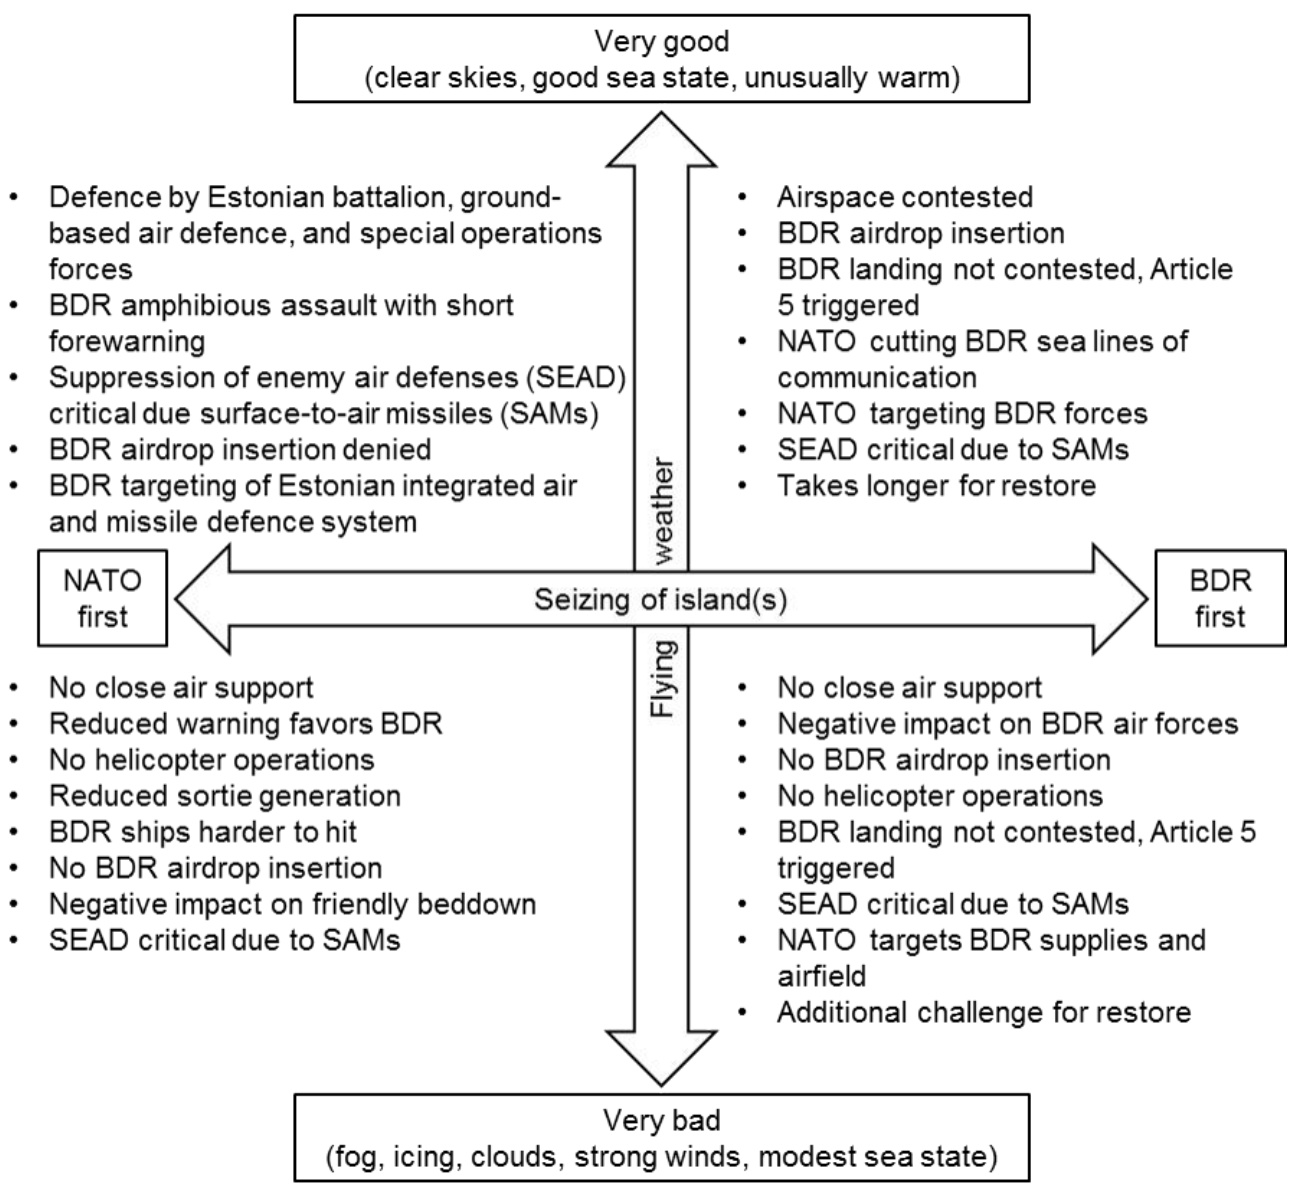 Very good
(clear skies, good sea state, unusually warm)
• Defence by Estonian battalion, ground-
based air defence, and special operations
forces
• BDR amphibious assault with short
forewarning
• Suppression of enemy air defenses (SEAD)
critical due surface-to-air missiles (SAMs)
• BDR airdrop insertion denied
• BDR targeting of Estonian integrated air
and missile defence system
• Airspace contested
• BDR airdrop insertion
• BDR landing not contested, Article
5 triggered
• NATO cutting BDR sea lines of
communication
• NATO targeting BDR forces
• SEAD critical due to SAMs
• Takes longer for restore
NATO
first
Seizing of island(s)
BDR
first
Flying weather
• No close air support
• Reduced warning favors BDR
• No helicopter operations
• Reduced sortie generation
• BDR ships harder to hit
• No BDR airdrop insertion
• Negative impact on friendly beddown
• SEAD critical due to SAMs
• No close air support
• Negative impact on BDR air forces
• No BDR airdrop insertion
• No helicopter operations
• BDR landing not contested, Article 5
triggered
• SEAD critical due to SAMs
• NATO targets BDR supplies and
airfield
• Additional challenge for restore
Very bad
(fog, icing, clouds, strong winds, modest sea state)